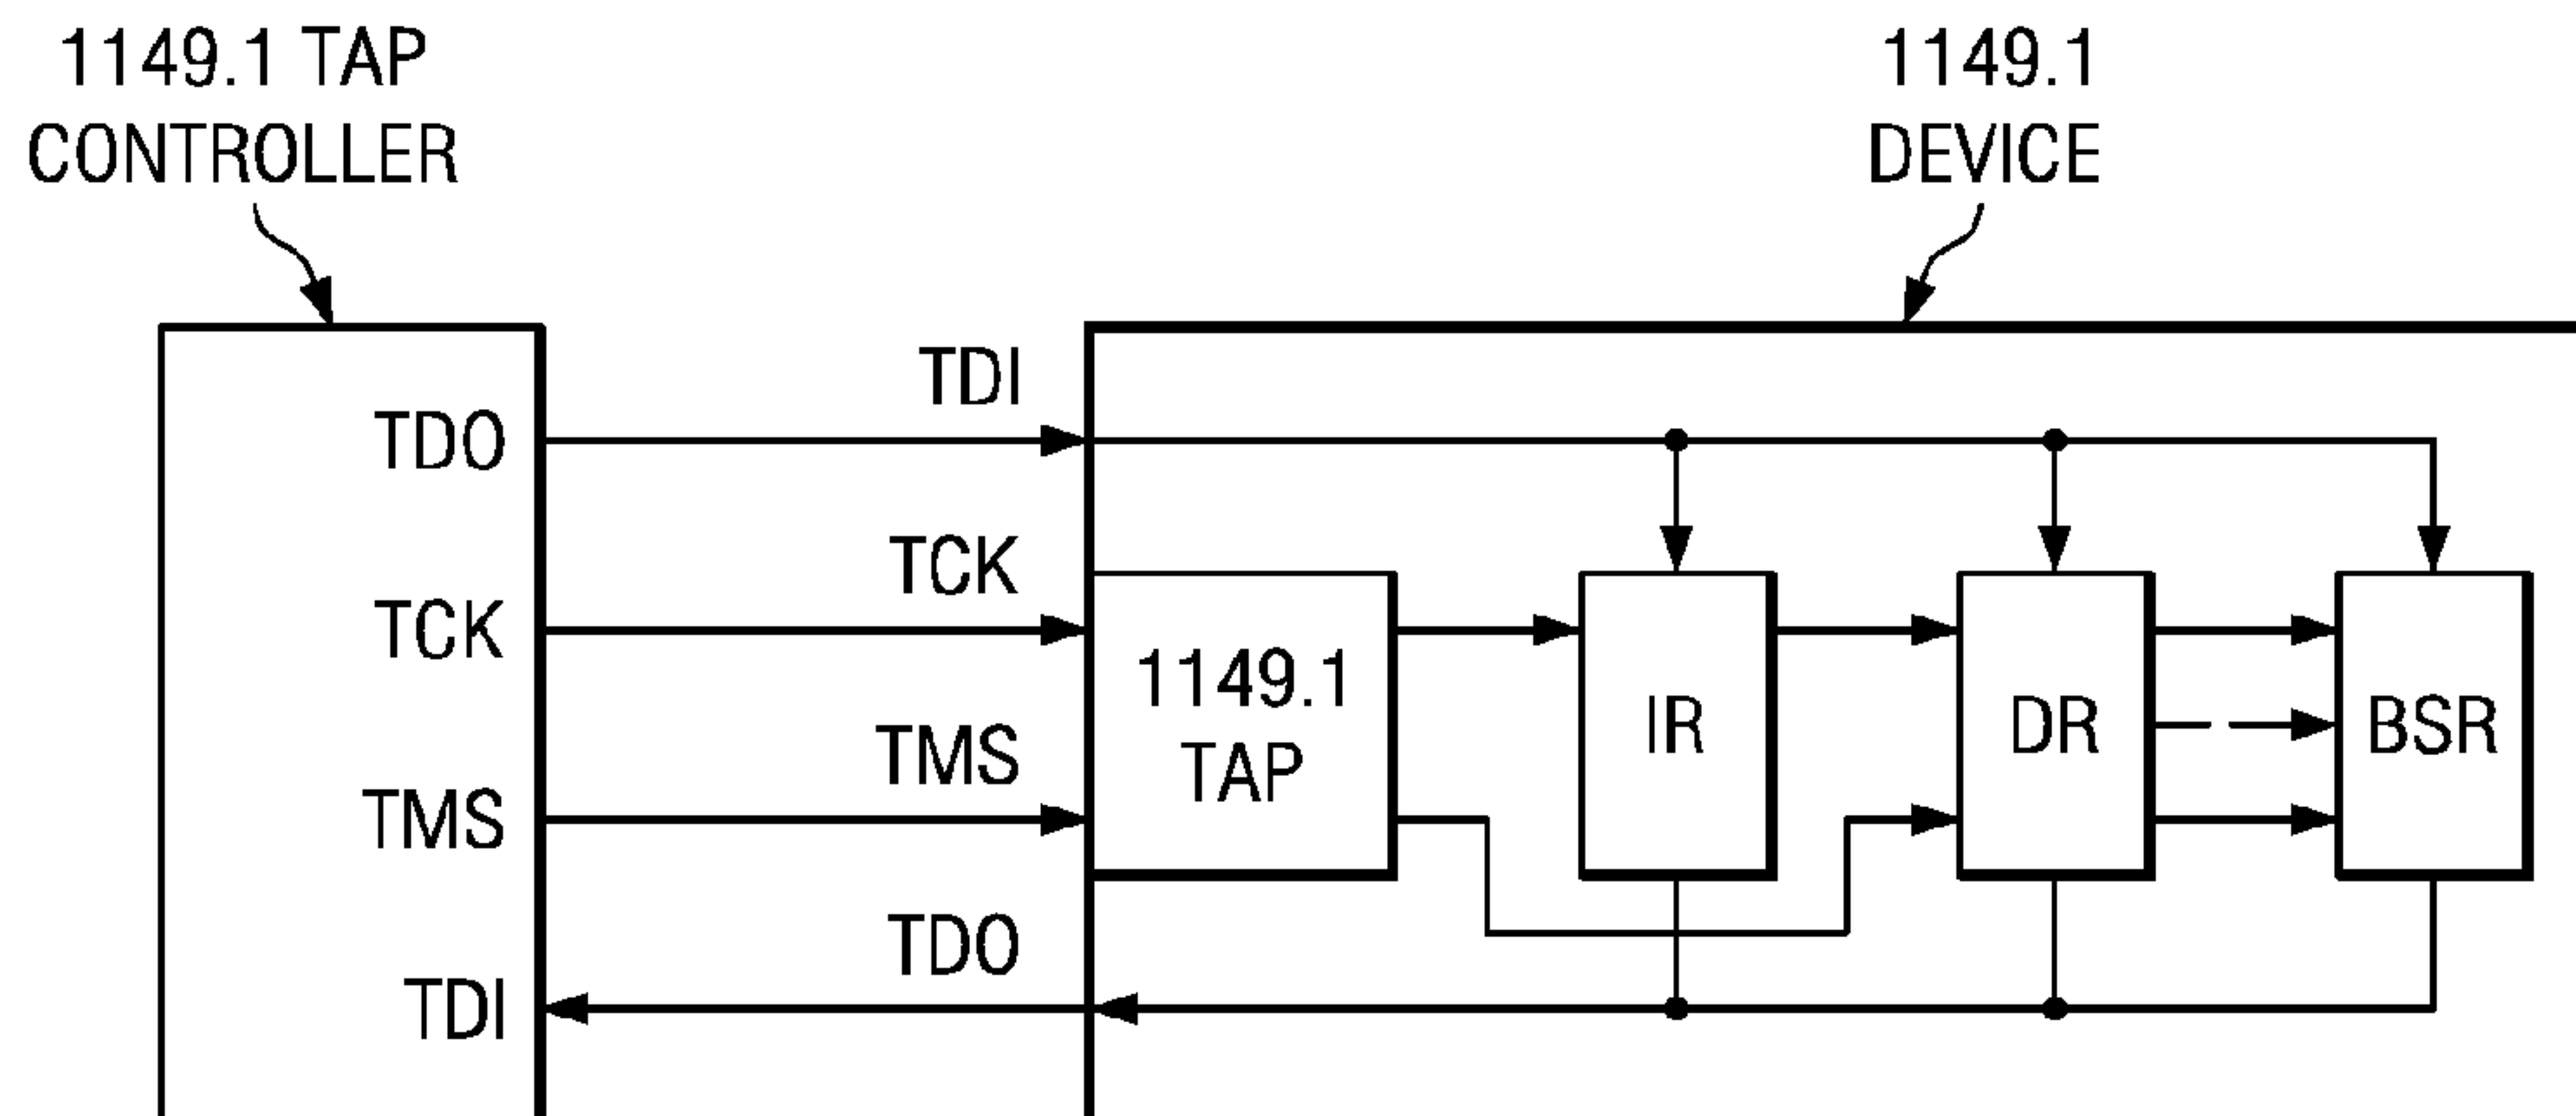 1149.1 TAP
CONTROLLER
1149.1
DEVICE
TDO
TDI
TCK
TCK
TMS
TMS
TDI
TDO
1149.1
TAP
IR
DR
BSR